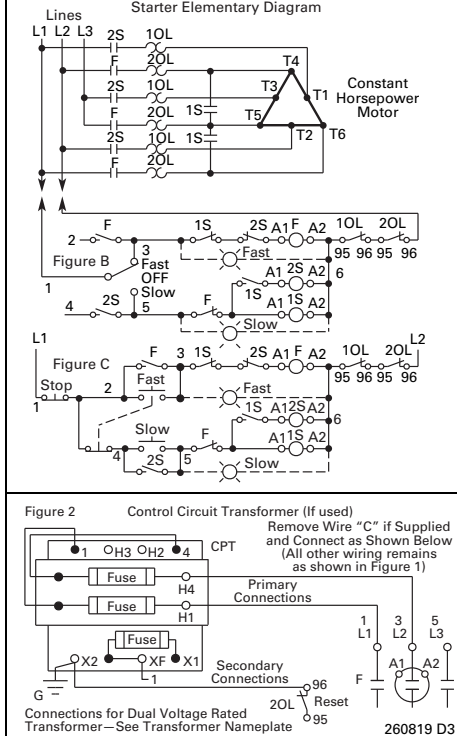 Starter Elementary Diagram
Lines
L1 L2 L3 2S 1OL
F 2OL T4
2S 1OL T3 T1
Constant
Horsepower
Motor
F 2OL 1S T5 T2 T6
2S 1OL 1S
F 2OL
2 F 1S 2S A1 F A2 1OL 2OL
95 96 95 96
3
Fast
OFF
Slow
Figure B
1
Fast
A1 2S A2 6
1S
4 2S 5 F A1 1S A2
Slow
L1 L2
Figure C
F 3 1S 2S A1 F A2 1OL 2OL
95 96 95 96
Stop
1 2 Fast
Fast
1S A1 2S A2
6
Slow
4 5 F A1 1S A2
2S
Slow
Figure 2 Control Circuit Transformer (If used)
Remove Wire "C" if Supplied
and Connect as Shown Below
(All other wiring remains
as shown in Figure 1)
1 H3 H2 4 CPT
Fuse H4
Primary
Connections
Fuse H1
1 3 5
L1 L2 L3
Fuse
X2 XF X1
1
Secondary
Connections
F A1 A2
G
96
2OL Reset
95
Connections for Dual Voltage Rated
Transformer—See Transformer Nameplate
260819 D3